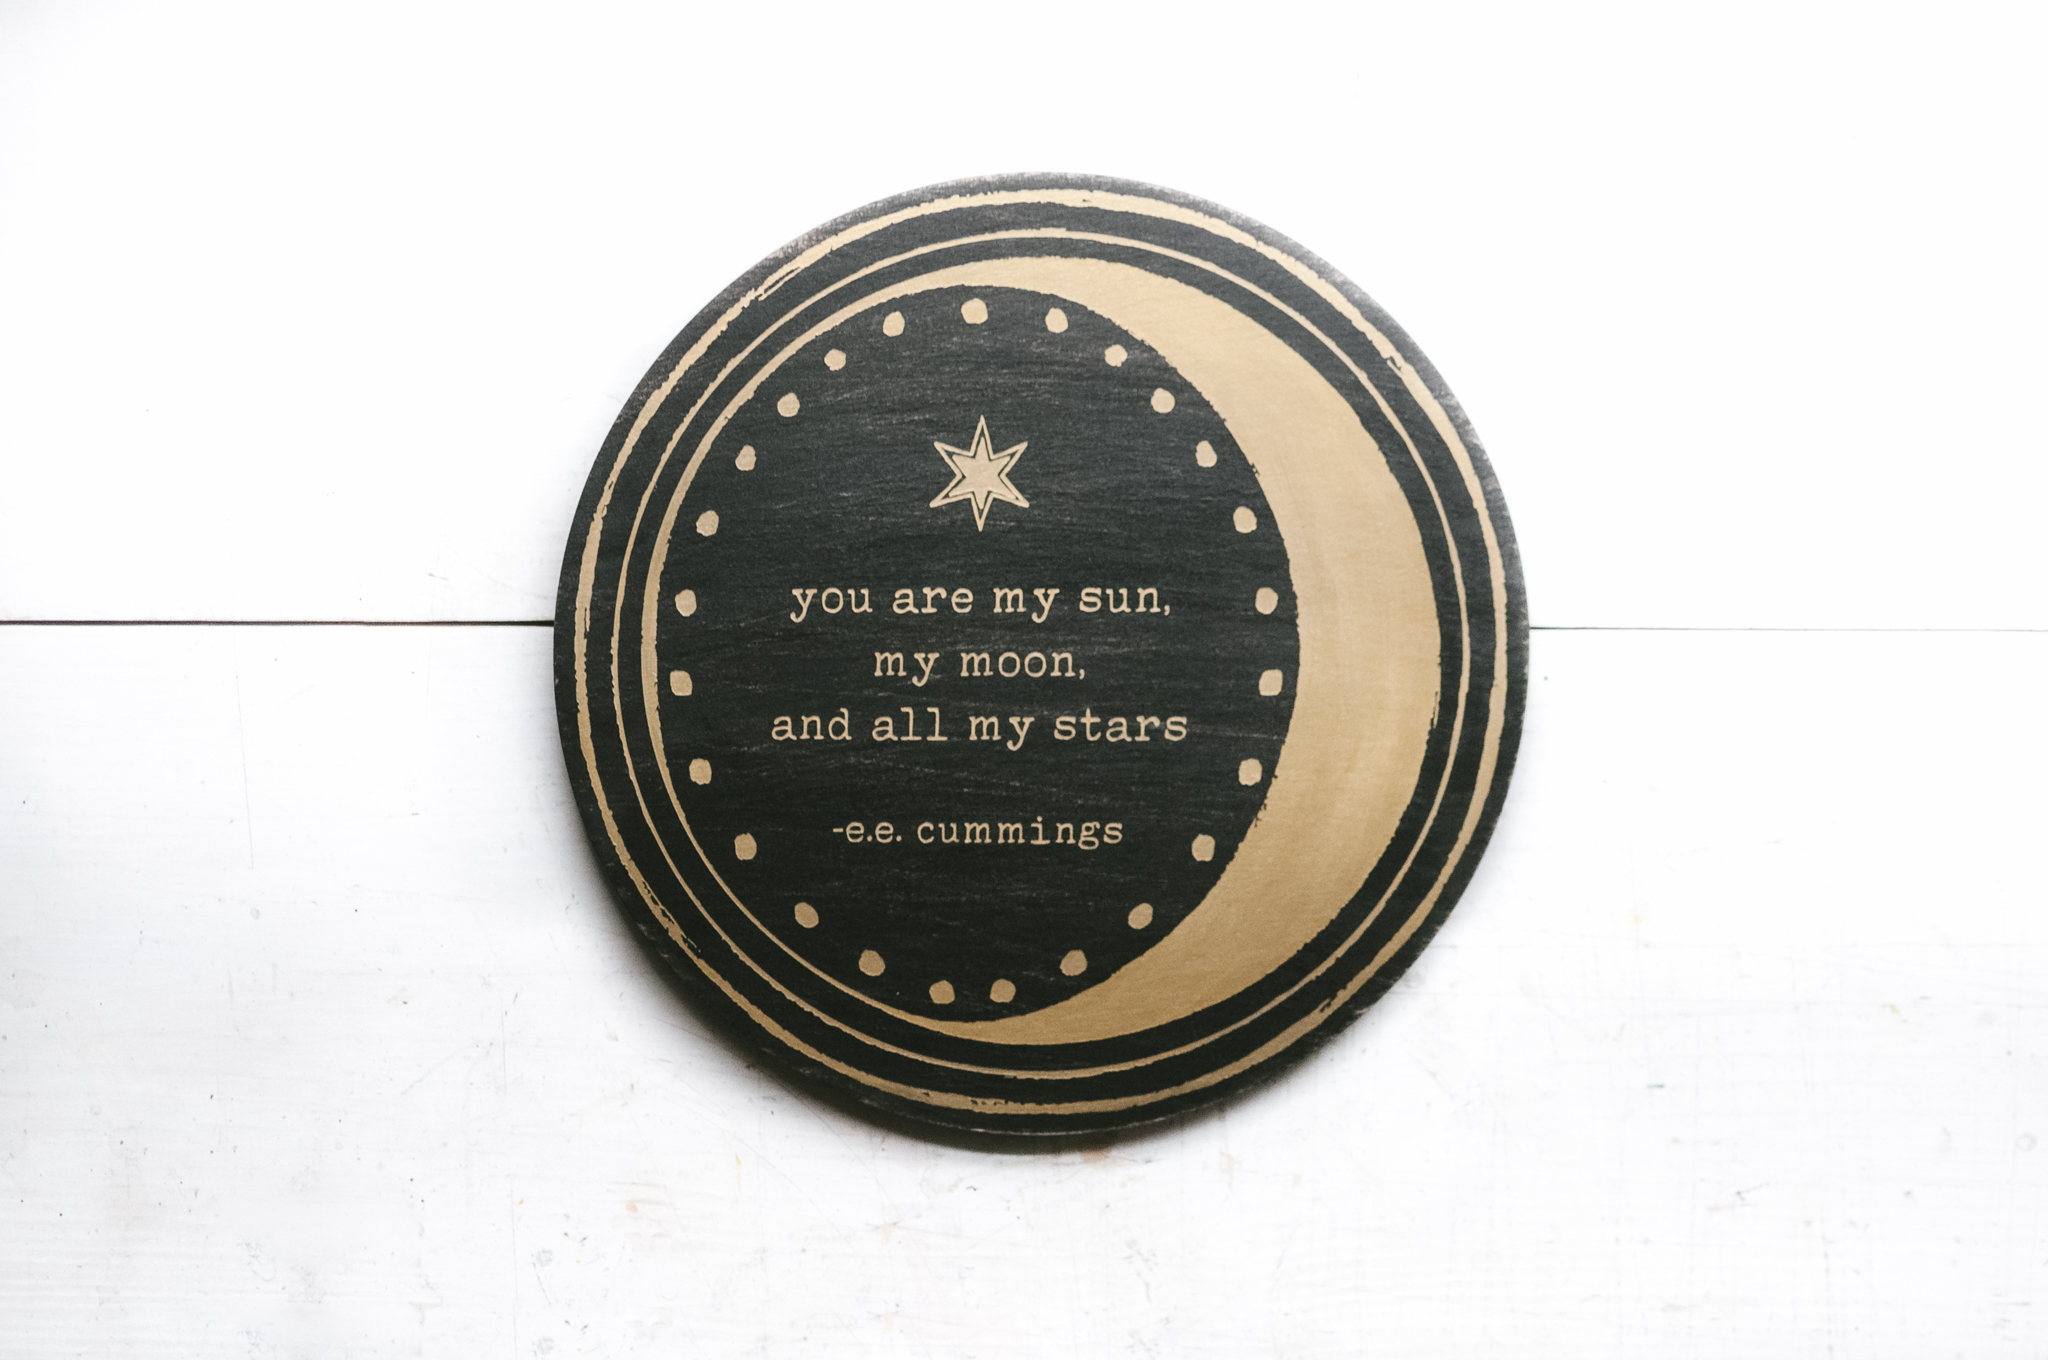 you are my sun,
my moon,
and all my stars
-e.e. cummings